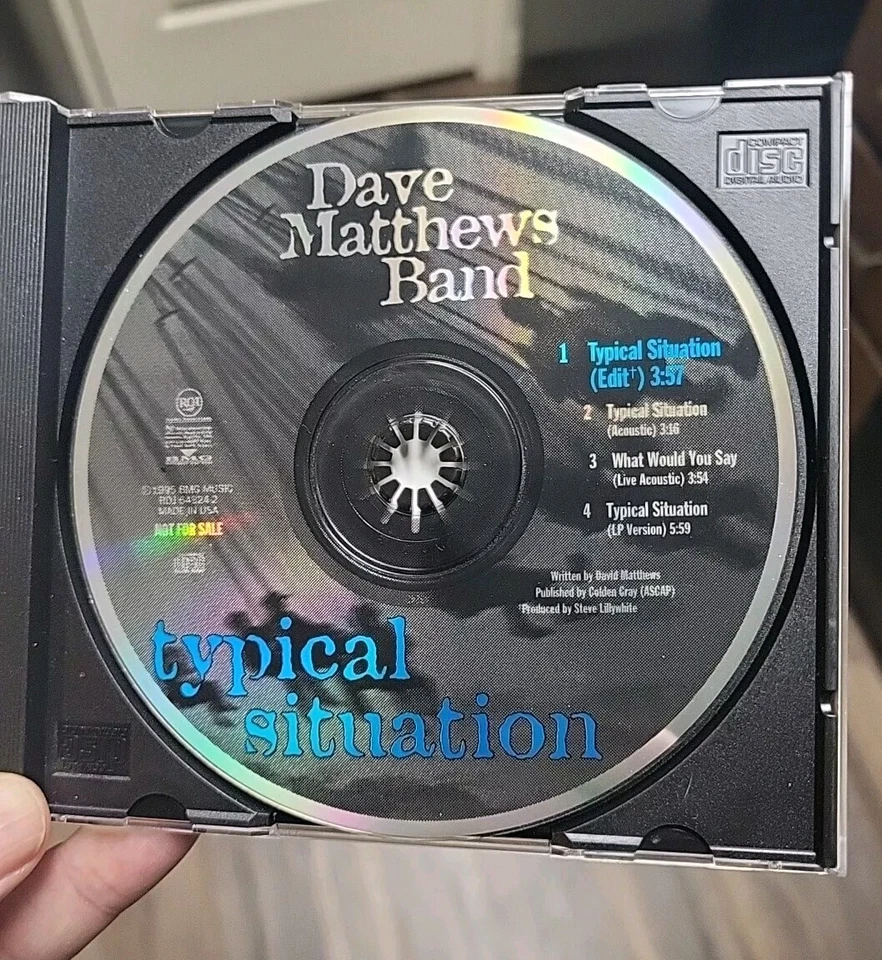 COMPACT
disc
DIGITAL AUDIO
Dave
Matthews
Band
1 Typical Situation
(Edit†) 3:57
2 Typical Situation
(Acoustic) 3:16
3 What Would You Say
(Live Acoustic) 3:54
4 Typical Situation
(LP Version) 5:59
RCA
BMG
©1995 BMG MUSIC
RDJ 64824-2
MADE IN USA
NOT FOR SALE
Written by David Matthews
Published by Colden Gray (ASCAP)
†Produced by Steve Lillywhite
typical
situation